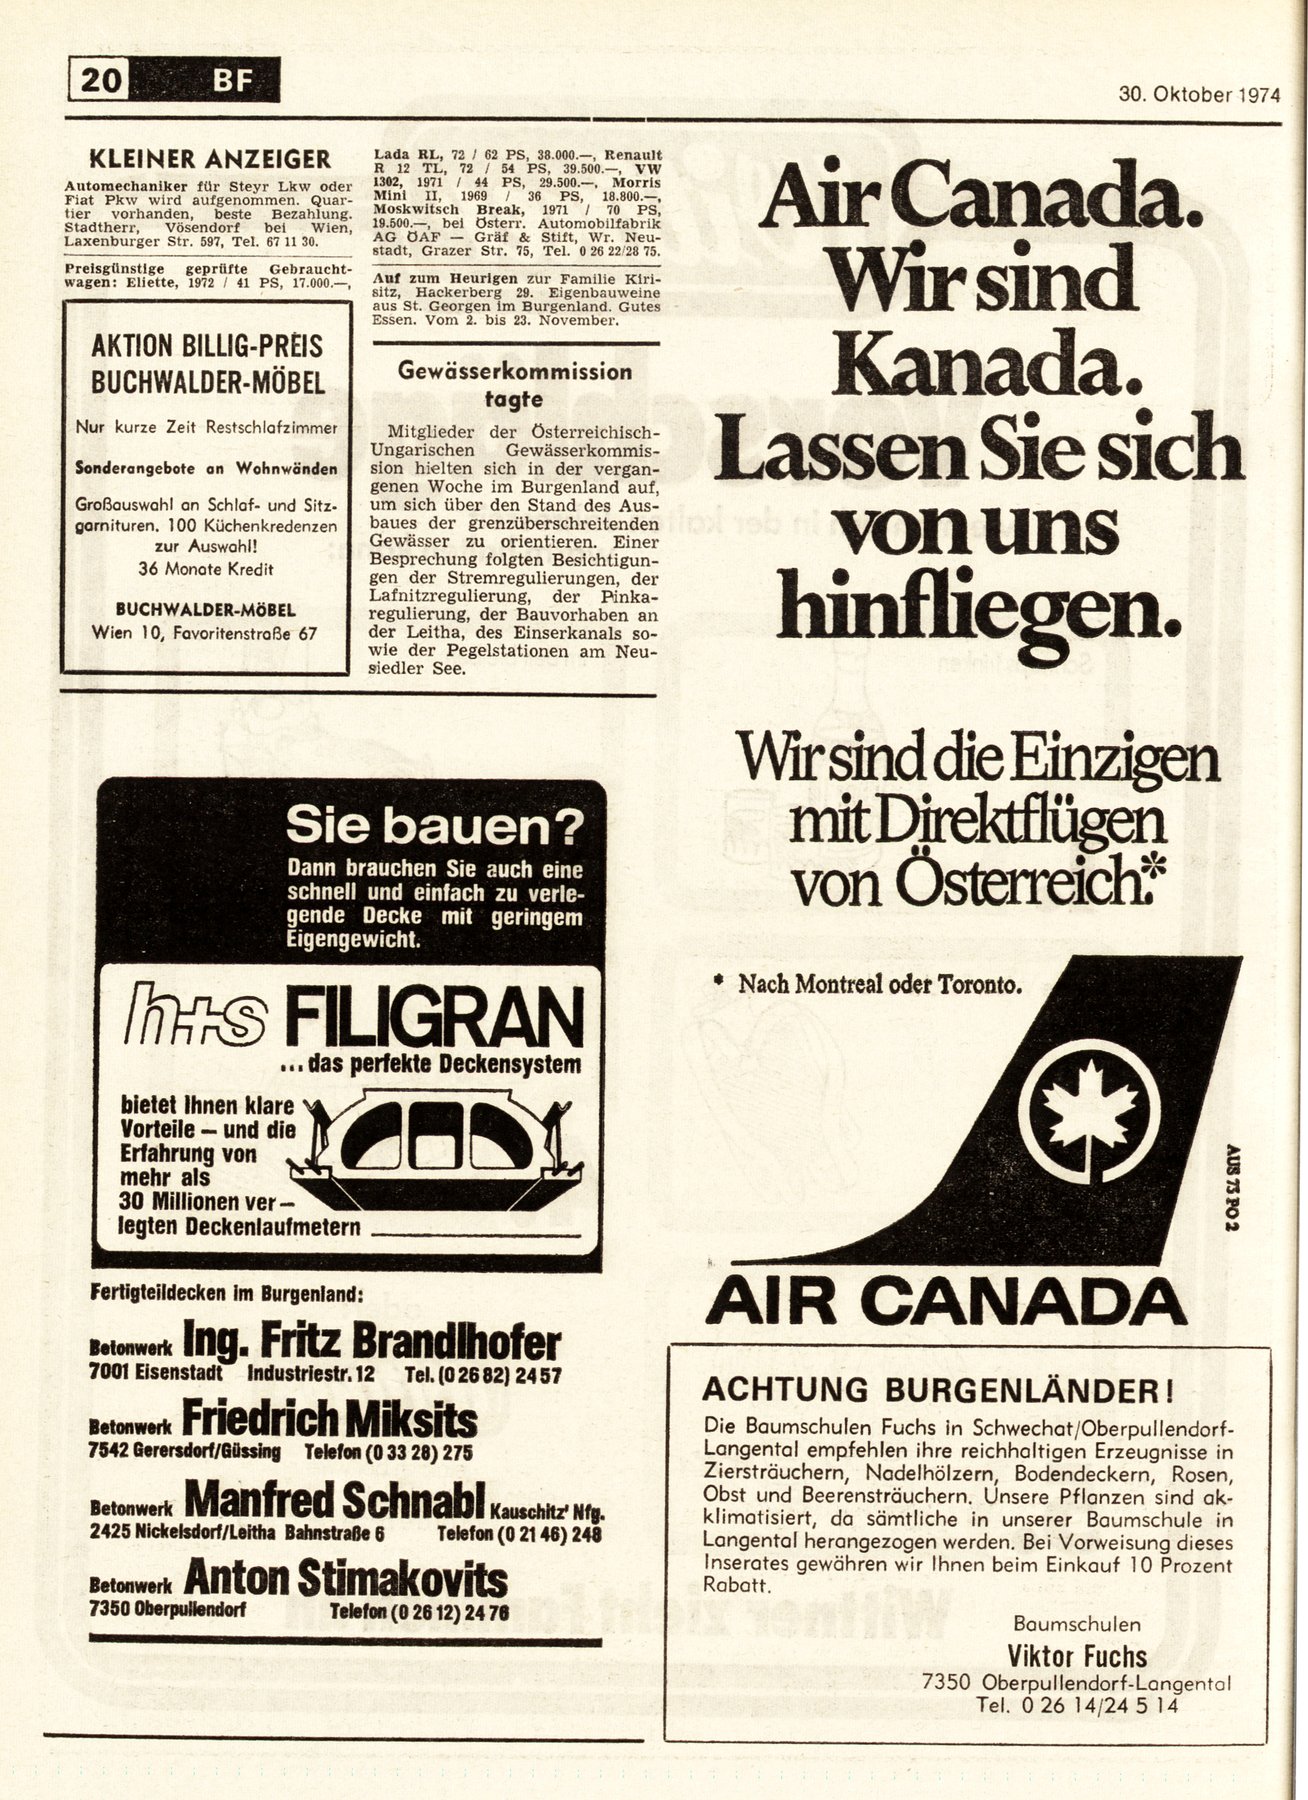 20 BF
30. Oktober 1974
KLEINER ANZEIGER
Automechaniker für Steyr Lkw oder
Fiat Pkw wird aufgenommen. Quar-
tier vorhanden, beste Bezahlung.
Stadtherr, Vösendorf bei Wien,
Laxenburger Str. 597, Tel. 67 11 30.
Preisgünstige geprüfte Gebraucht-
wagen: Eliette, 1972 / 41 PS, 17.000.—,
AKTION BILLIG-PREIS
BUCHWALDER-MÖBEL
Nur kurze Zeit Restschlafzimmer
Sonderangebote an Wohnwänden
Großauswahl an Schlaf- und Sitz-
garnituren. 100 Küchenkredenzen
zur Auswahl!
36 Monate Kredit
BUCHWALDER-MÖBEL
Wien 10, Favoritenstraße 67
Lada RL, 72 / 62 PS, 38.000.—, Renault
R 12 TL, 72 / 54 PS, 39.500.—, VW
1302, 1971 / 44 PS, 29.500.—, Morris
Mini II, 1969 / 36 PS, 18.800.—,
Moskwitsch Break, 1971 / 70 PS,
19.500.—, bei Österr. Automobilfabrik
AG ÖAF — Gräf & Stift, Wr. Neu-
stadt, Grazer Str. 75, Tel. 0 26 22/28 75.
Auf zum Heurigen zur Familie Kiri-
sitz, Hackerberg 29. Eigenbauweine
aus St. Georgen im Burgenland. Gutes
Essen. Vom 2. bis 23. November.
Gewässerkommission
tagte
Mitglieder der Österreichisch-
Ungarischen Gewässerkommis-
sion hielten sich in der vergan-
genen Woche im Burgenland auf,
um sich über den Stand des Aus-
baues der grenzüberschreitenden
Gewässer zu orientieren. Einer
Besprechung folgten Besichtigun-
gen der Stremregulierungen, der
Lafnitzregulierung, der Pinka-
regulierung, der Bauvorhaben an
der Leitha, des Einserkanals so-
wie der Pegelstationen am Neu-
siedler See.
Sie bauen?
Dann brauchen Sie auch eine
schnell und einfach zu verle-
gende Decke mit geringem
Eigengewicht.
h+s FILIGRAN
...das perfekte Deckensystem
bietet Ihnen klare
Vorteile — und die
Erfahrung von
mehr als
30 Millionen ver—
legten Deckenlaufmetern
Fertigteildecken im Burgenland:
Betonwerk Ing. Fritz Brandlhofer
7001 Eisenstadt Industriestr. 12 Tel. (0 26 82) 24 57
Betonwerk Friedrich Miksits
7542 Gerersdorf/Güssing Telefon (0 33 28) 275
Betonwerk Manfred Schnabl Kauschitz' Nfg.
2425 Nickelsdorf/Leitha Bahnstraße 6 Telefon (0 21 46) 248
Betonwerk Anton Stimakovits
7350 Oberpullendorf Telefon (0 26 12) 24 76
Air Canada.
Wir sind
Kanada.
Lassen Sie sich
von uns
hinfliegen.
Wir sind die Einzigen
mit Direktflügen
von Österreich.*
* Nach Montreal oder Toronto.
AUS 73 PO 2
AIR CANADA
ACHTUNG BURGENLÄNDER!
Die Baumschulen Fuchs in Schwechat/Oberpullendorf-
Langental empfehlen ihre reichhaltigen Erzeugnisse in
Ziersträuchern, Nadelhölzern, Bodendeckern, Rosen,
Obst und Beerensträuchern. Unsere Pflanzen sind ak-
klimatisiert, da sämtliche in unserer Baumschule in
Langental herangezogen werden. Bei Vorweisung dieses
Inserates gewähren wir Ihnen beim Einkauf 10 Prozent
Rabatt.
Baumschulen
Viktor Fuchs
7350 Oberpullendorf-Langental
Tel. 0 26 14/24 5 14